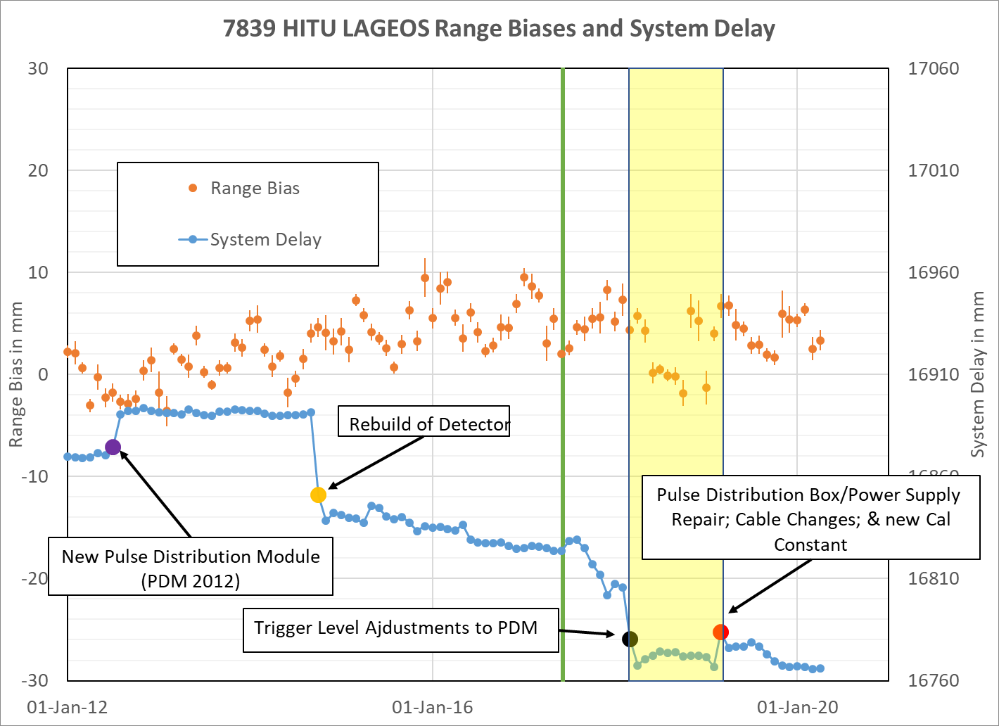 7839 HITU LAGEOS Range Biases and System Delay
30
20
10
0
-10
-20
-30
Range Bias in mm
17060
17010
16960
16910
16860
16810
16760
System Delay in mm
01-Jan-12
01-Jan-16
01-Jan-20
Range Bias
System Delay
Rebuild of Detector
Pulse Distribution Box/Power Supply
Repair; Cable Changes; & new Cal
Constant
New Pulse Distribution Module
(PDM 2012)
Trigger Level Ajdustments to PDM